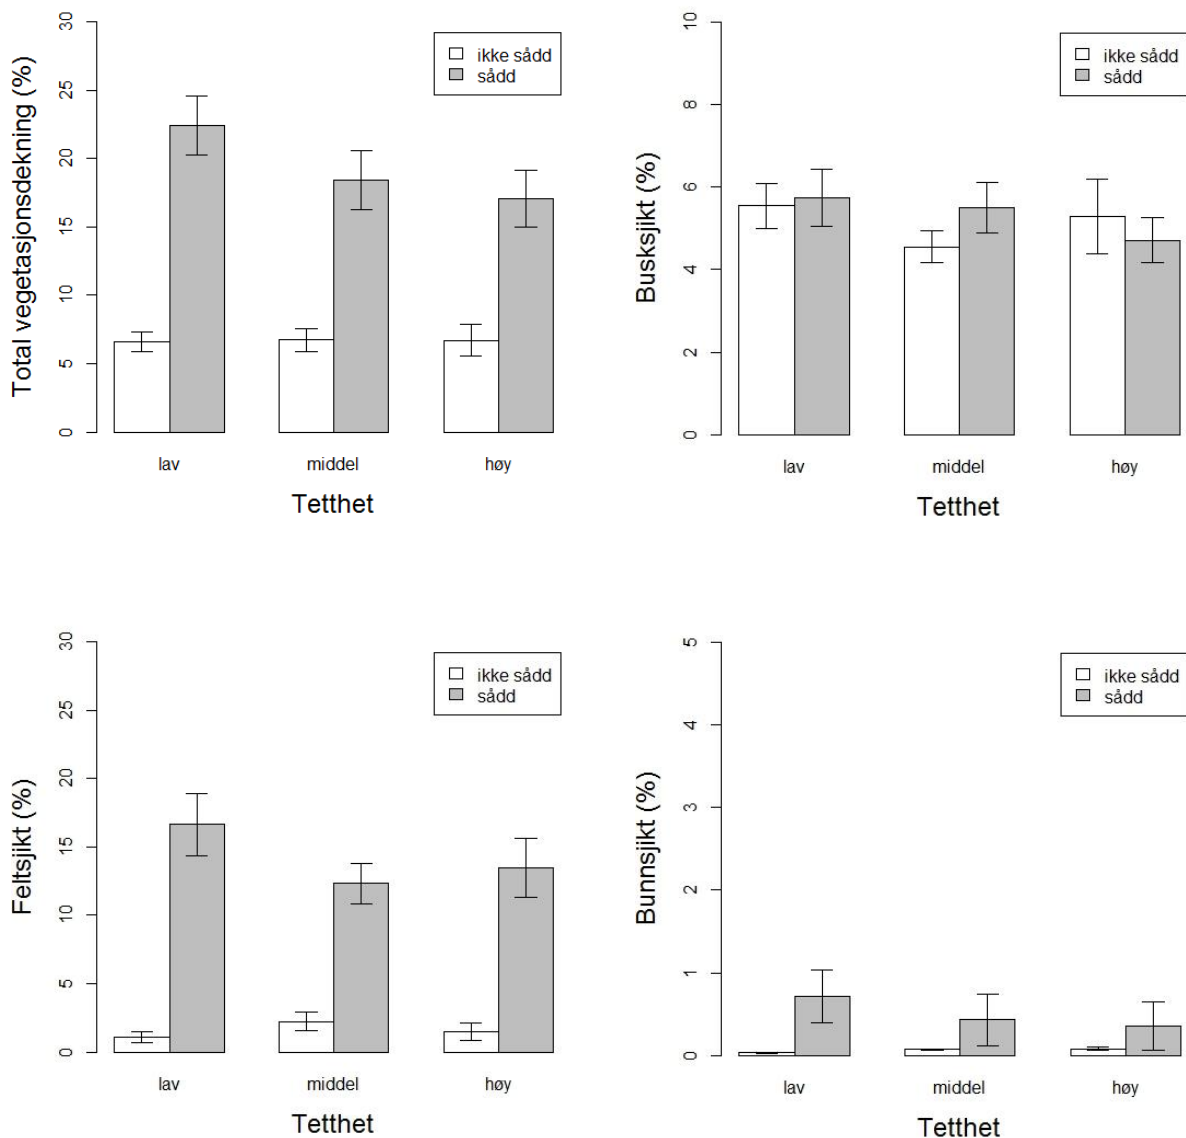 Total vegetasjonsdekning (%)
30
25
20
15
10
5
0
ikke sådd
sådd
lav middel høy
Tetthet
Busksjikt (%)
10
8
6
4
2
0
ikke sådd
sådd
lav middel høy
Tetthet
Feltsjikt (%)
30
25
20
15
10
5
0
ikke sådd
sådd
lav middel høy
Tetthet
Bunnsjikt (%)
5
4
3
2
1
0
ikke sådd
sådd
lav middel høy
Tetthet